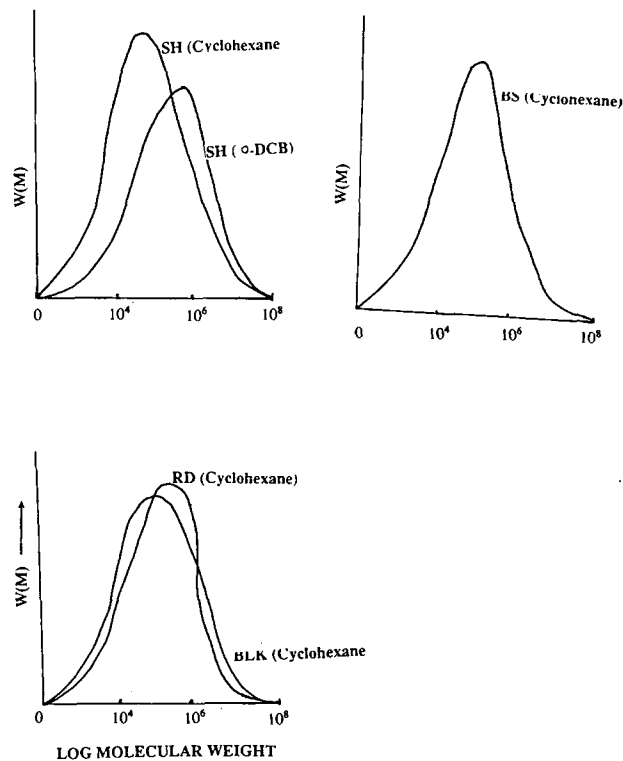 SH (Cyclohexane
SH ( o-DCB)
W(M)
0 10⁴ 10⁶ 10⁸
BS (Cyclohexane)
W(M)
0 10⁴ 10⁶ 10⁸
RD (Cyclohexane)
BLK (Cyclohexane
W(M)
0 10⁴ 10⁶ 10⁸
LOG MOLECULAR WEIGHT